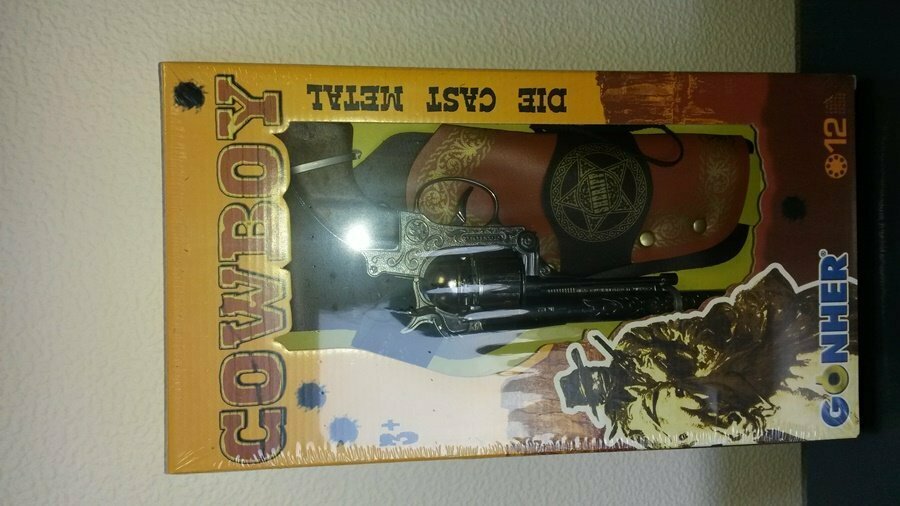 COWBOY
DIE CAST METAL
12
3+
GONHER®